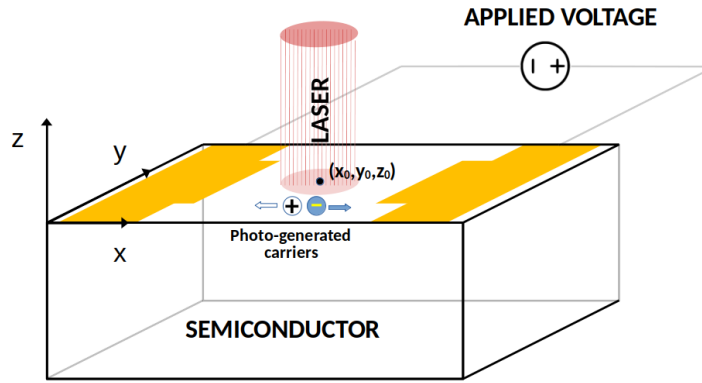 APPLIED VOLTAGE
LASER
z
y
(x₀,y₀,z₀)
x
Photo-generated
carriers
SEMICONDUCTOR